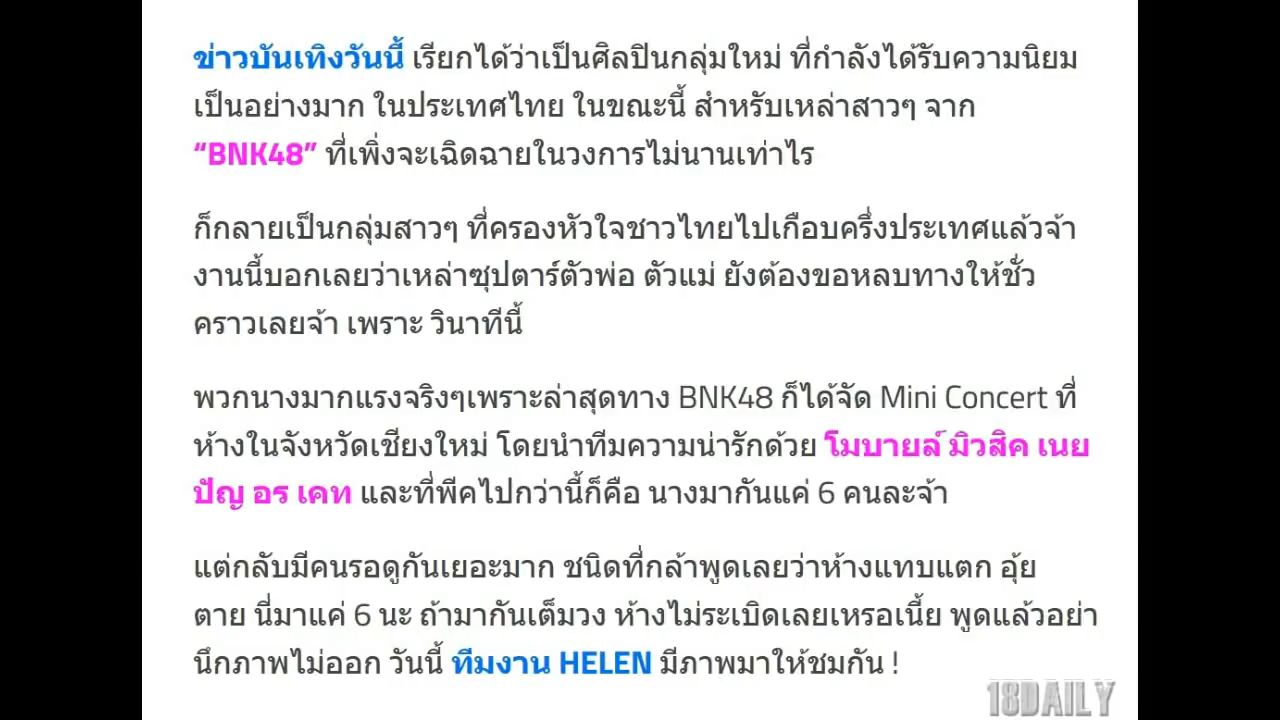 ข่าวบันเทิงวันนี้ เรียกได้ว่าเป็นศิลปินกลุ่มใหม่ ที่กำลังได้รับความนิยม
เป็นอย่างมาก ในประเทศไทย ในขณะนี้ สำหรับเหล่าสาวๆ จาก
“BNK48” ที่เพิ่งจะเฉิดฉายในวงการไม่นานเท่าไร
ก็กลายเป็นกลุ่มสาวๆ ที่ครองหัวใจชาวไทยไปเกือบครึ่งประเทศแล้วจ้า
งานนี้บอกเลยว่าเหล่าซุปตาร์ตัวพ่อ ตัวแม่ ยังต้องขอหลบทางให้ชั่ว
คราวเลยจ้า เพราะ วินาทีนี้
พวกนางมากแรงจริงๆเพราะล่าสุดทาง BNK48 ก็ได้จัด Mini Concert ที่
ห้างในจังหวัดเชียงใหม่ โดยนำทีมความน่ารักด้วย โมบายล์ มิวสิค เนย
ปัญ อร เคท และที่พีคไปกว่านี้ก็คือ นางมากันแค่ 6 คนละจ้า
แต่กลับมีคนรอดูกันเยอะมาก ชนิดที่กล้าพูดเลยว่าห้างแทบแตก อุ้ย
ตาย นี่มาแค่ 6 นะ ถ้ามากันเต็มวง ห้างไม่ระเบิดเลยเหรอเนี้ย พูดแล้วอย่า
นึกภาพไม่ออก วันนี้ ทีมงาน HELEN มีภาพมาให้ชมกัน !
18DAILY